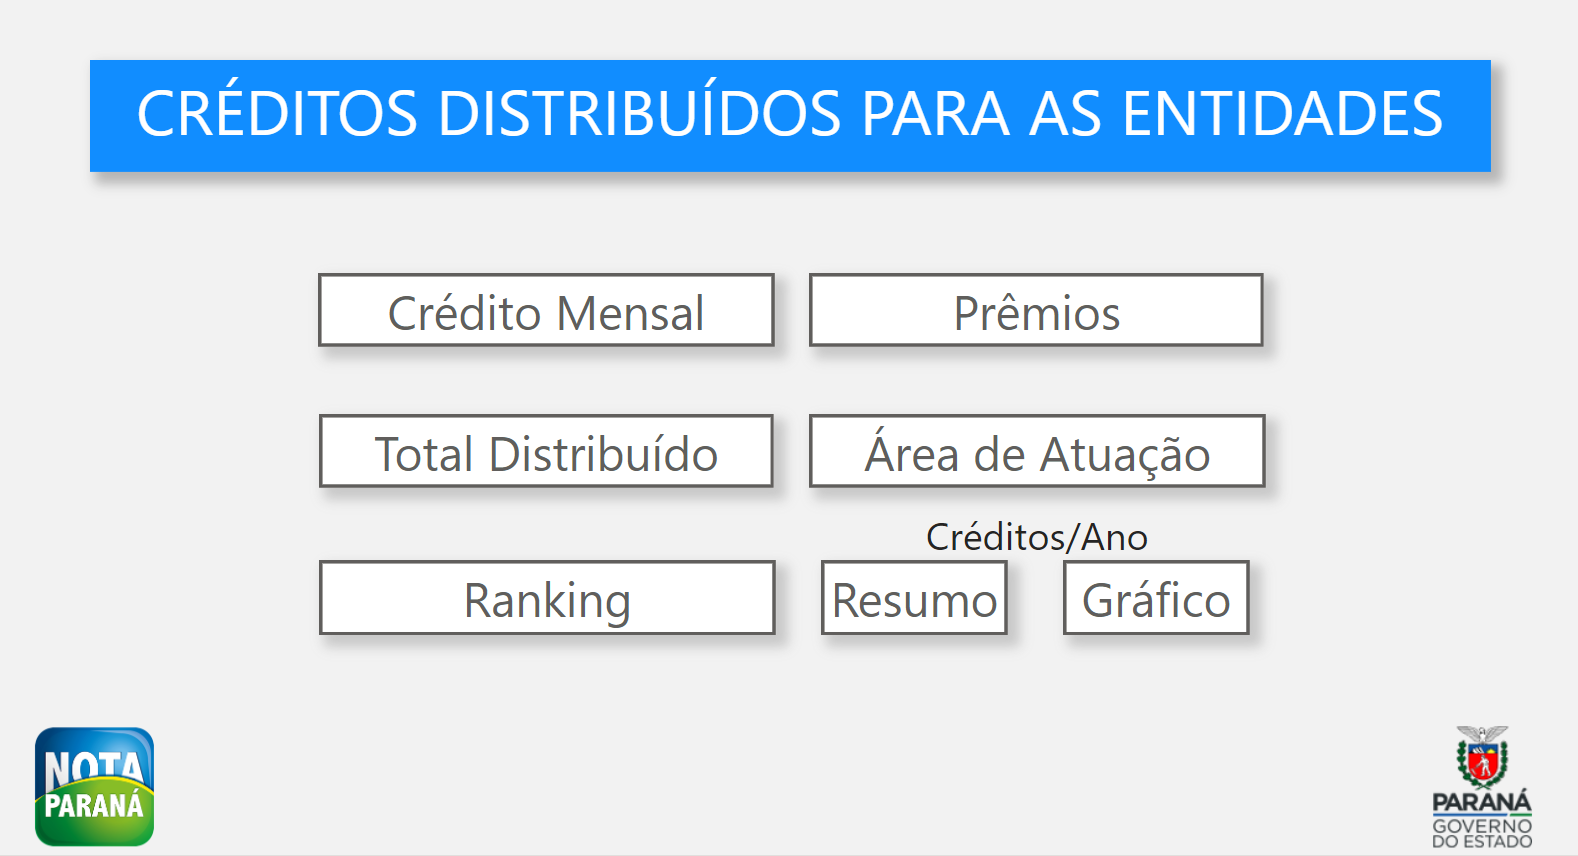 CRÉDITOS DISTRIBUÍDOS PARA AS ENTIDADES
Crédito Mensal
Prêmios
Total Distribuído
Área de Atuação
Créditos/Ano
Ranking
Resumo
Gráfico
NOTA
PARANÁ
PARANÁ
GOVERNO
DO ESTADO